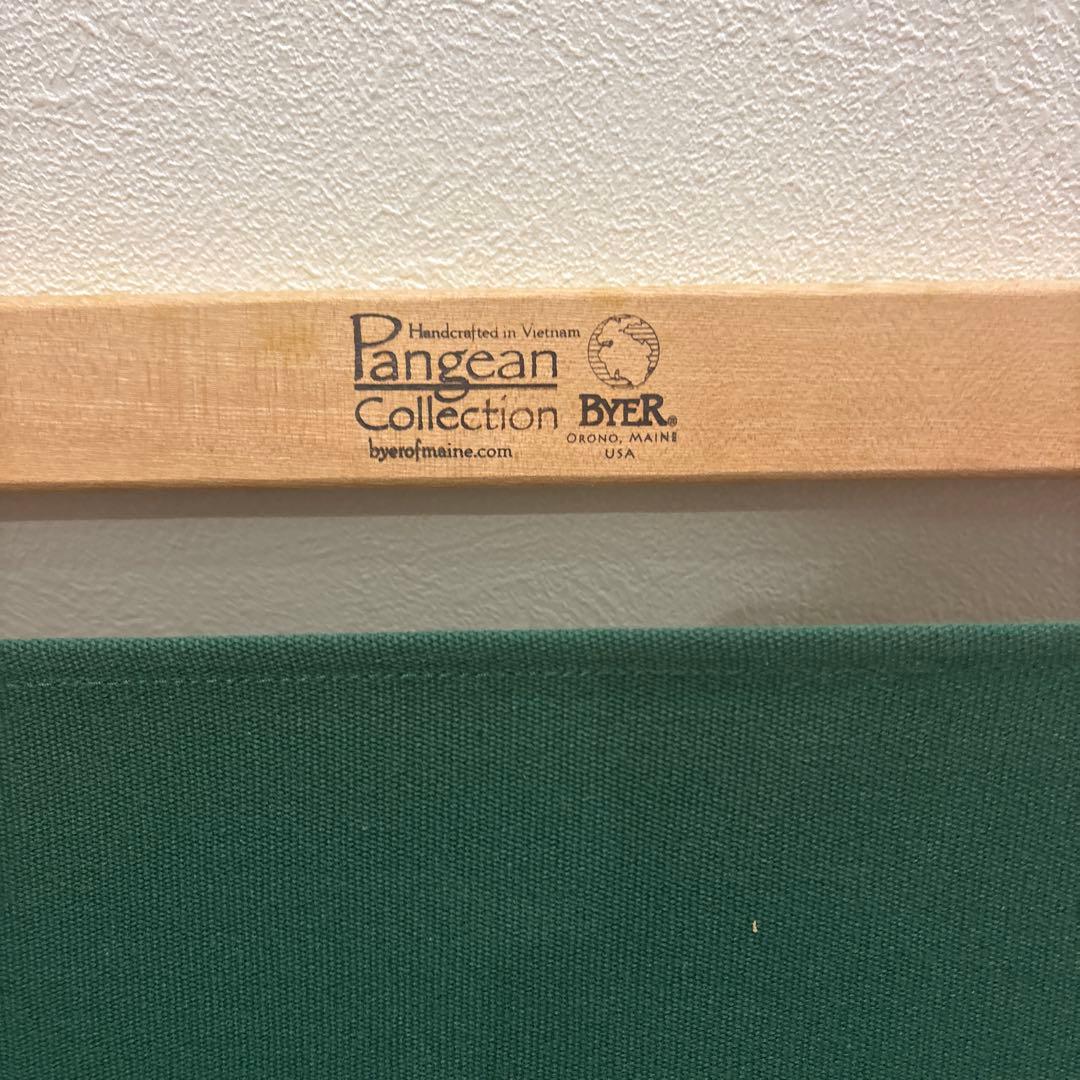 Handcrafted in Vietnam
Pangean
Collection
byerofmaine.com
BYER®
ORONO, MAINE
USA